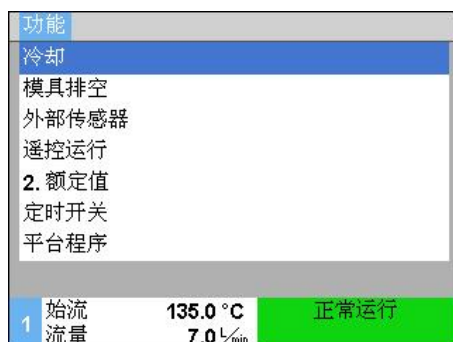 功能
冷却
模具排空
外部传感器
遥控运行
2. 额定值
定时开关
平台程序
1 始流 135.0 °C 正常运行
流量 7.0 L/min